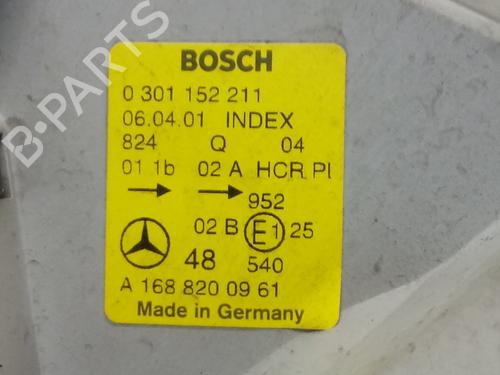 BOSCH
0 301 152 211
06.04.01 INDEX
824 Q 04
01 1b 02 A HCR PI
952
02 B E1 25
48 540
A 168 820 09 61
Made in Germany
B-PARTS